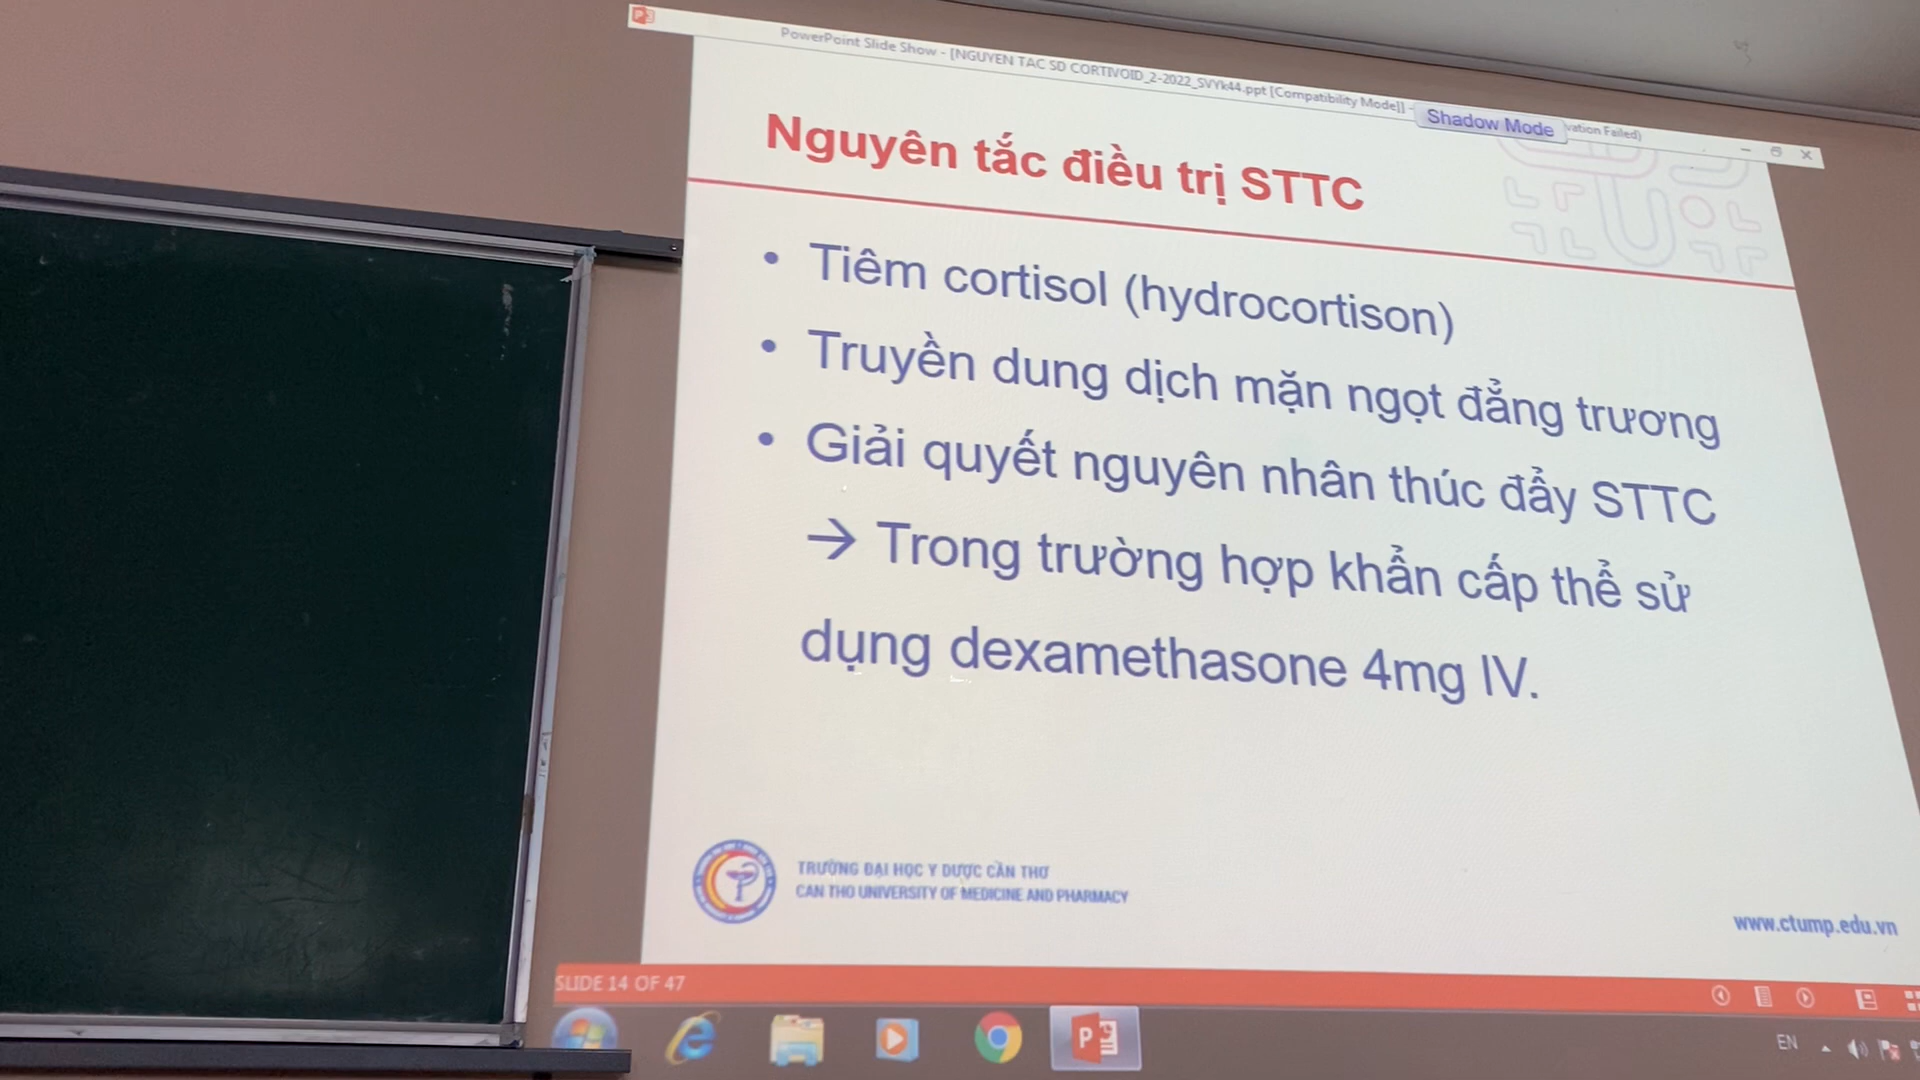 PowerPoint Slide Show - [NGUYEN TAC SD CORTIVOID_2-2022_SVYk44.ppt [Compatibility Mode]] -
Shadow Mode
vation Failed)
Nguyên tắc điều trị STTC
• Tiêm cortisol (hydrocortison)
• Truyền dung dịch mặn ngọt đẳng trương
• Giải quyết nguyên nhân thúc đẩy STTC
→ Trong trường hợp khẩn cấp thể sử
dụng dexamethasone 4mg IV.
TRƯỜNG ĐẠI HỌC Y DƯỢC CẦN THƠ
CAN THO UNIVERSITY OF MEDICINE AND PHARMACY
www.ctump.edu.vn
SLIDE 14 OF 47
EN